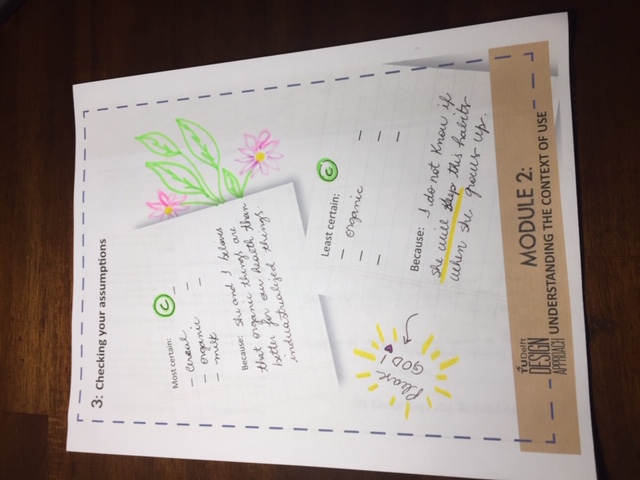 3: Checking your assumptions
Most certain: C
– cereal –
– organic –
– milk –
Because: She and I beleves
that organic things are
better for our health than
induastrualized things.
Least certain: C
– organic –
– –
– –
Because: I do not know if
she will keep this habits
when she grows up.
Please
GOD!
TU Delft
DESIGN
APPROACH
MODULE 2:
UNDERSTANDING THE CONTEXT OF USE